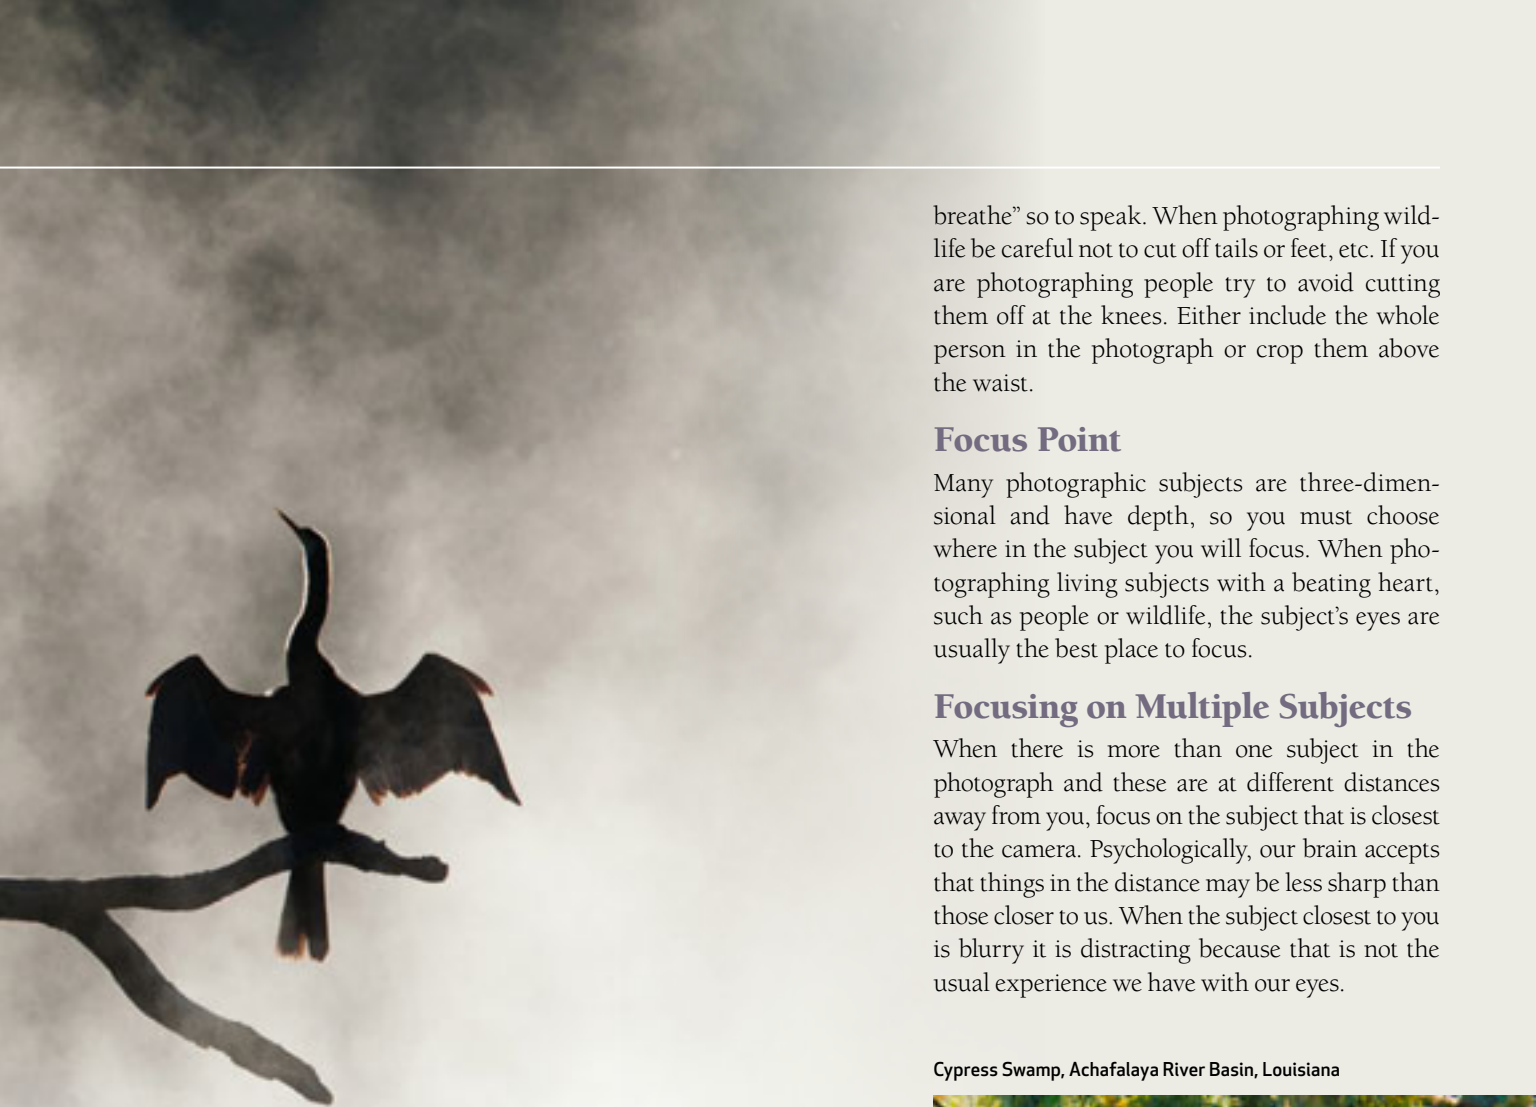 breathe” so to speak. When photographing wild-
life be careful not to cut off tails or feet, etc. If you
are photographing people try to avoid cutting
them off at the knees. Either include the whole
person in the photograph or crop them above
the waist.
Focus Point
Many photographic subjects are three-dimen-
sional and have depth, so you must choose
where in the subject you will focus. When pho-
tographing living subjects with a beating heart,
such as people or wildlife, the subject’s eyes are
usually the best place to focus.
Focusing on Multiple Subjects
When there is more than one subject in the
photograph and these are at different distances
away from you, focus on the subject that is closest
to the camera. Psychologically, our brain accepts
that things in the distance may be less sharp than
those closer to us. When the subject closest to you
is blurry it is distracting because that is not the
usual experience we have with our eyes.
Cypress Swamp, Achafalaya River Basin, Louisiana